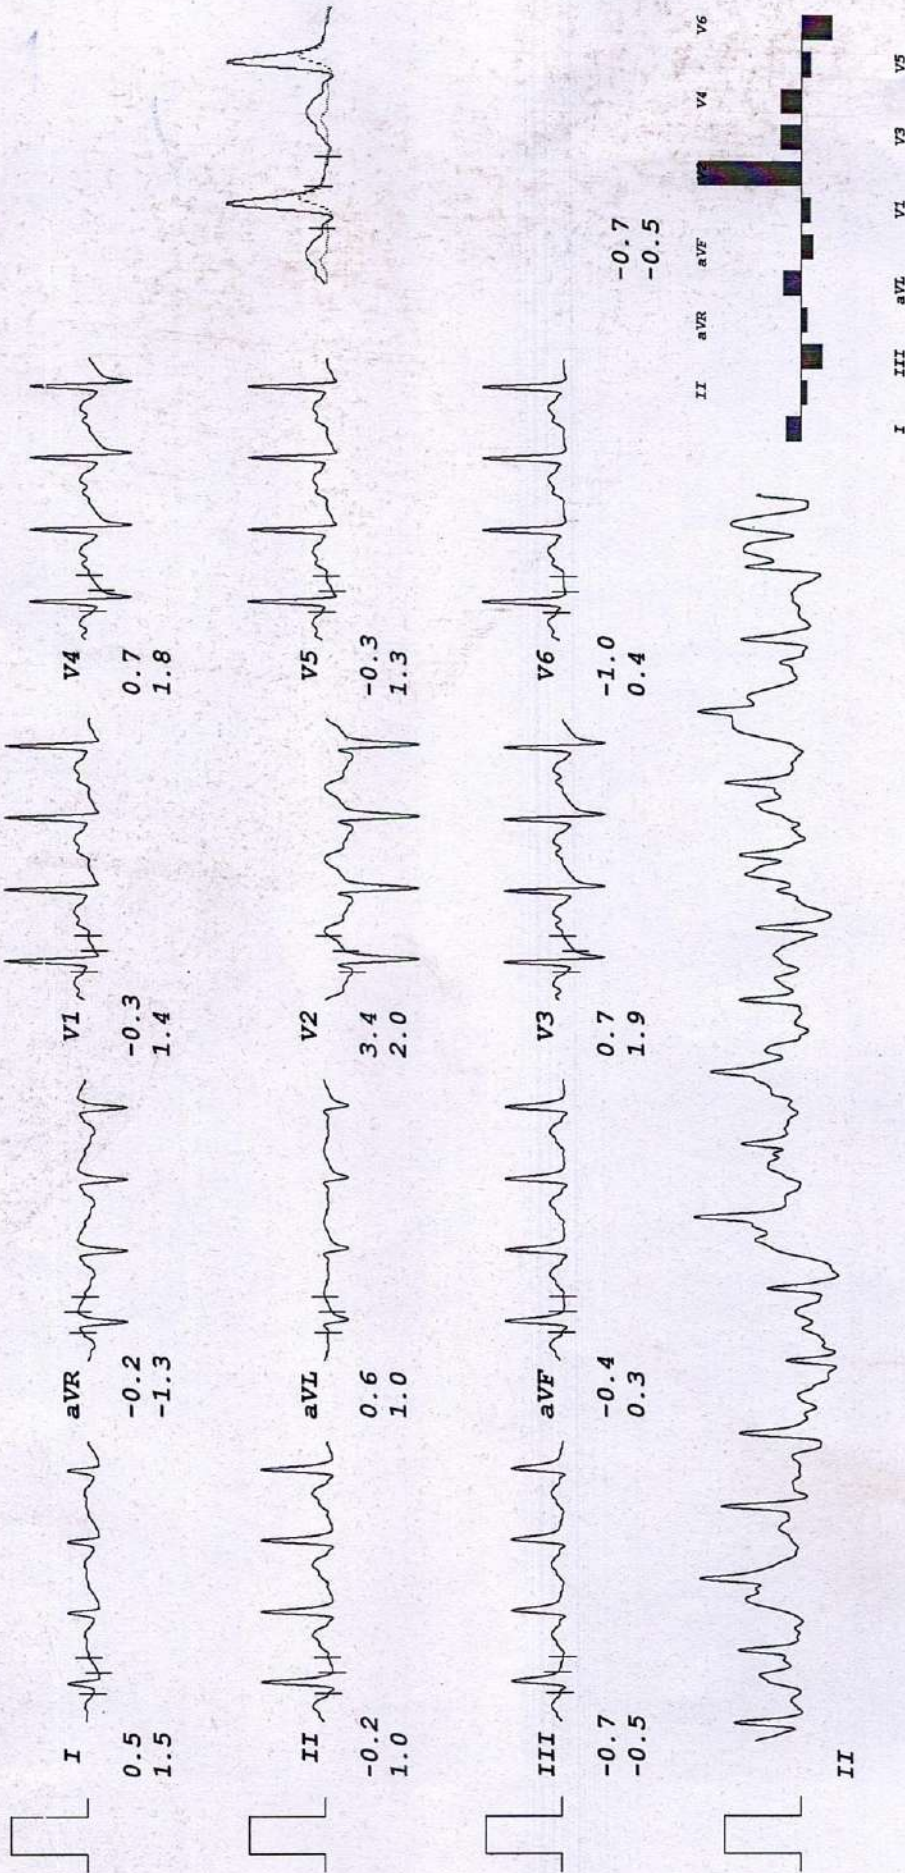 I
0.5
1.5
aVR
-0.2
-1.3
V1
-0.3
1.4
V4
0.7
1.8
II
-0.2
1.0
aVL
0.6
1.0
V2
3.4
2.0
V5
-0.3
1.3
III
-0.7
-0.5
aVF
-0.4
0.3
V3
0.7
1.9
V6
-1.0
0.4
-0.7
-0.5
II
II aVR aVF V2 V4 V6
I III aVL V1 V3 V5